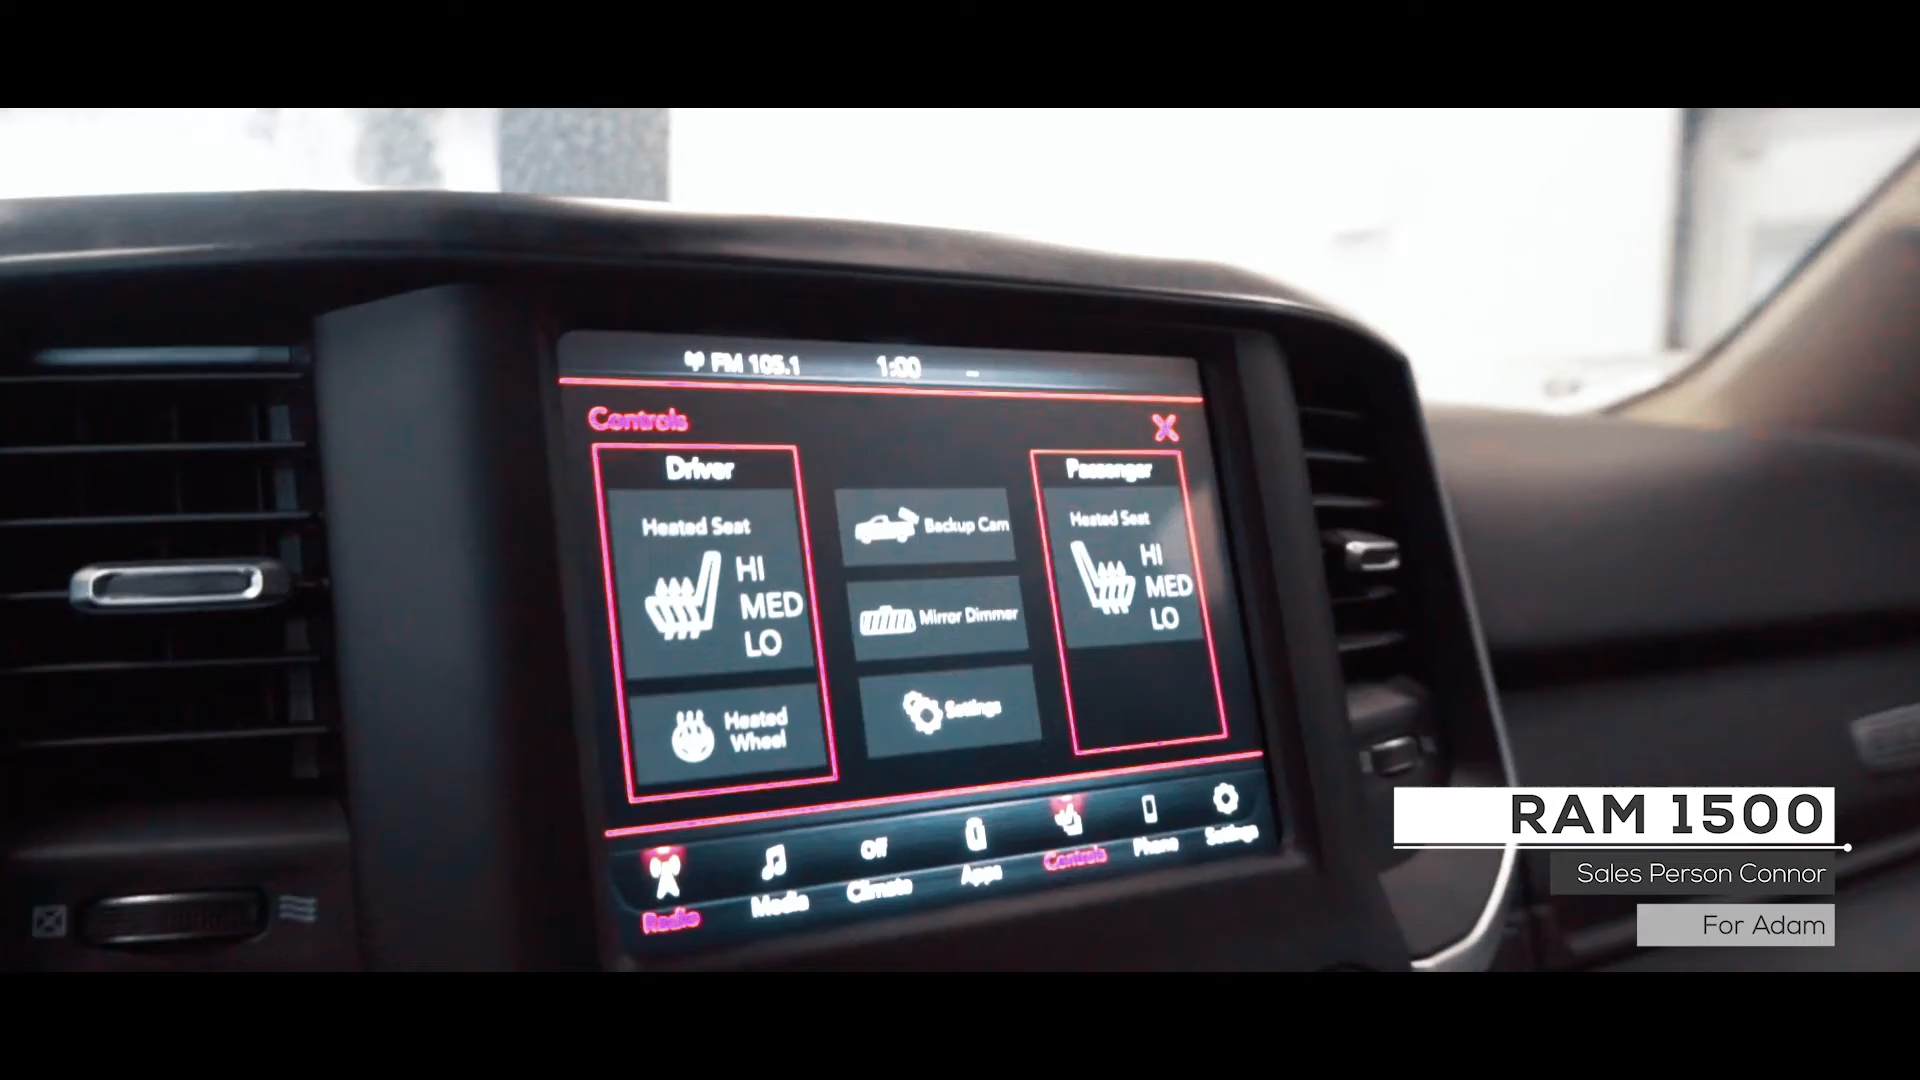 FM 105.1 1:00 --
Controls X
Driver
Heated Seat
HI
MED
LO
Heated
Wheel
Backup Cam
Mirror Dimmer
Settings
Passenger
Heated Seat
HI
MED
LO
Radio
Media
Off
Climate
Apps
Controls
Phone
Settings
RAM 1500
Sales Person Connor
For Adam